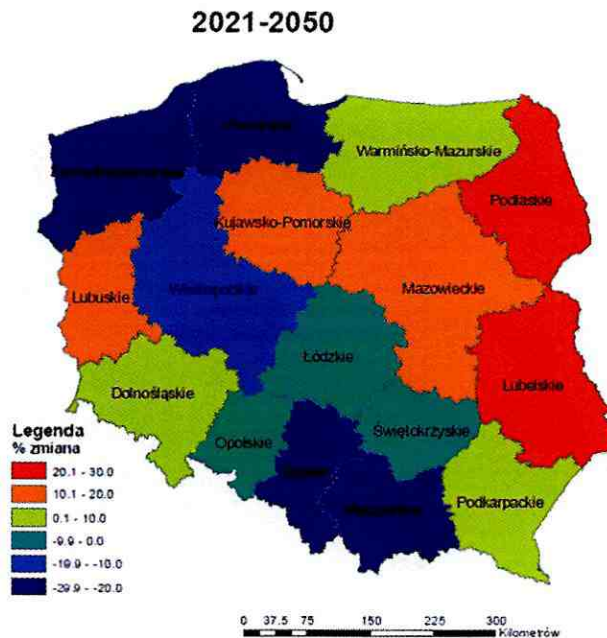 2021-2050
Warmińsko-Mazurskie
Podlaskie
Kujawsko-Pomorskie
Mazowieckie
Lubuskie
Wielkopolskie
Łódzkie
Dolnośląskie
Lubelskie
Opolskie
Świętokrzyskie
Podkarpackie
Legenda
% zmiana
20.1 - 30.0
10.1 - 20.0
0.1 - 10.0
-9.9 - 0.0
-19.9 - -10.0
-29.9 - -20.0
0 37.5 75 150 225 300
Kilometrów